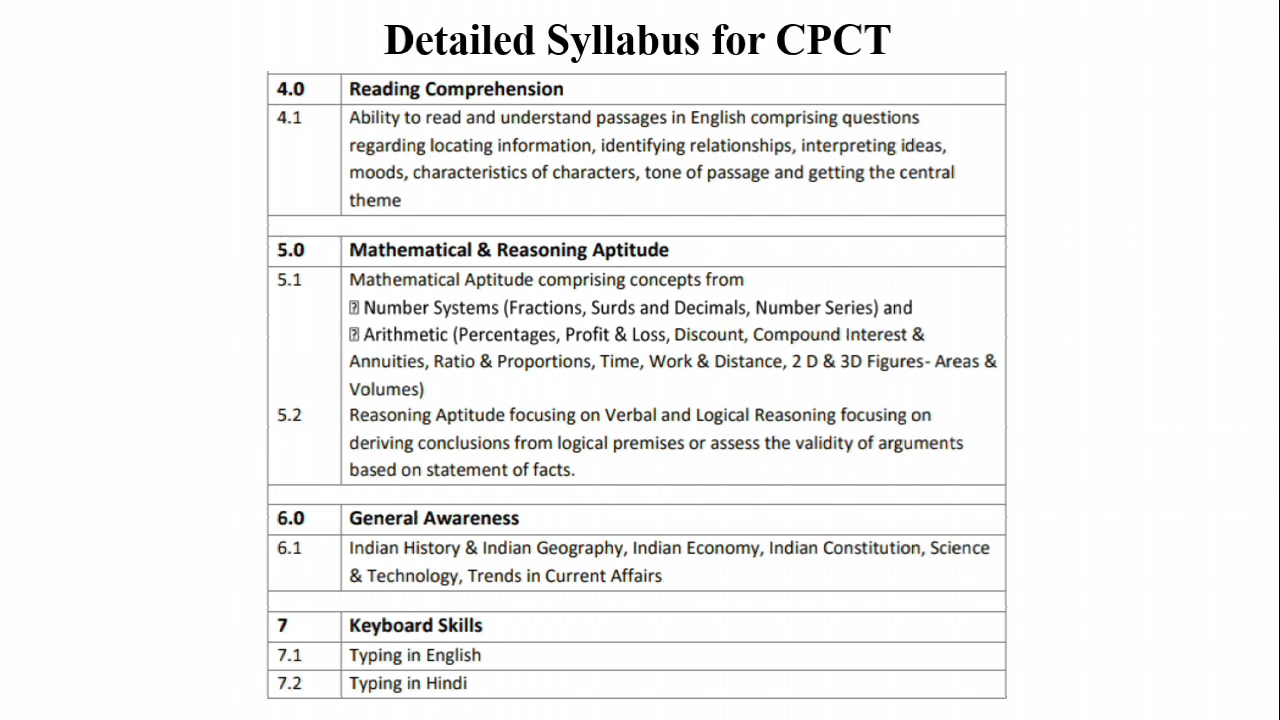 Detailed Syllabus for CPCT
4.0 Reading Comprehension
4.1 Ability to read and understand passages in English comprising questions
regarding locating information, identifying relationships, interpreting ideas,
moods, characteristics of characters, tone of passage and getting the central
theme
5.0 Mathematical & Reasoning Aptitude
5.1 Mathematical Aptitude comprising concepts from
⍰ Number Systems (Fractions, Surds and Decimals, Number Series) and
⍰ Arithmetic (Percentages, Profit & Loss, Discount, Compound Interest &
Annuities, Ratio & Proportions, Time, Work & Distance, 2 D & 3D Figures- Areas &
Volumes)
5.2 Reasoning Aptitude focusing on Verbal and Logical Reasoning focusing on
deriving conclusions from logical premises or assess the validity of arguments
based on statement of facts.
6.0 General Awareness
6.1 Indian History & Indian Geography, Indian Economy, Indian Constitution, Science
& Technology, Trends in Current Affairs
7 Keyboard Skills
7.1 Typing in English
7.2 Typing in Hindi